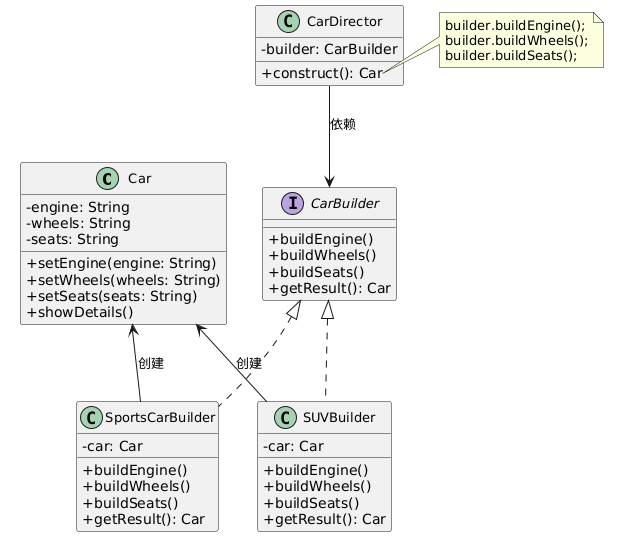 C CarDirector
-builder: CarBuilder
+construct(): Car
builder.buildEngine();
builder.buildWheels();
builder.buildSeats();
依赖
C Car
-engine: String
-wheels: String
-seats: String
+setEngine(engine: String)
+setWheels(wheels: String)
+setSeats(seats: String)
+showDetails()
I CarBuilder
+buildEngine()
+buildWheels()
+buildSeats()
+getResult(): Car
创建
创建
C SportsCarBuilder
-car: Car
+buildEngine()
+buildWheels()
+buildSeats()
+getResult(): Car
C SUVBuilder
-car: Car
+buildEngine()
+buildWheels()
+buildSeats()
+getResult(): Car